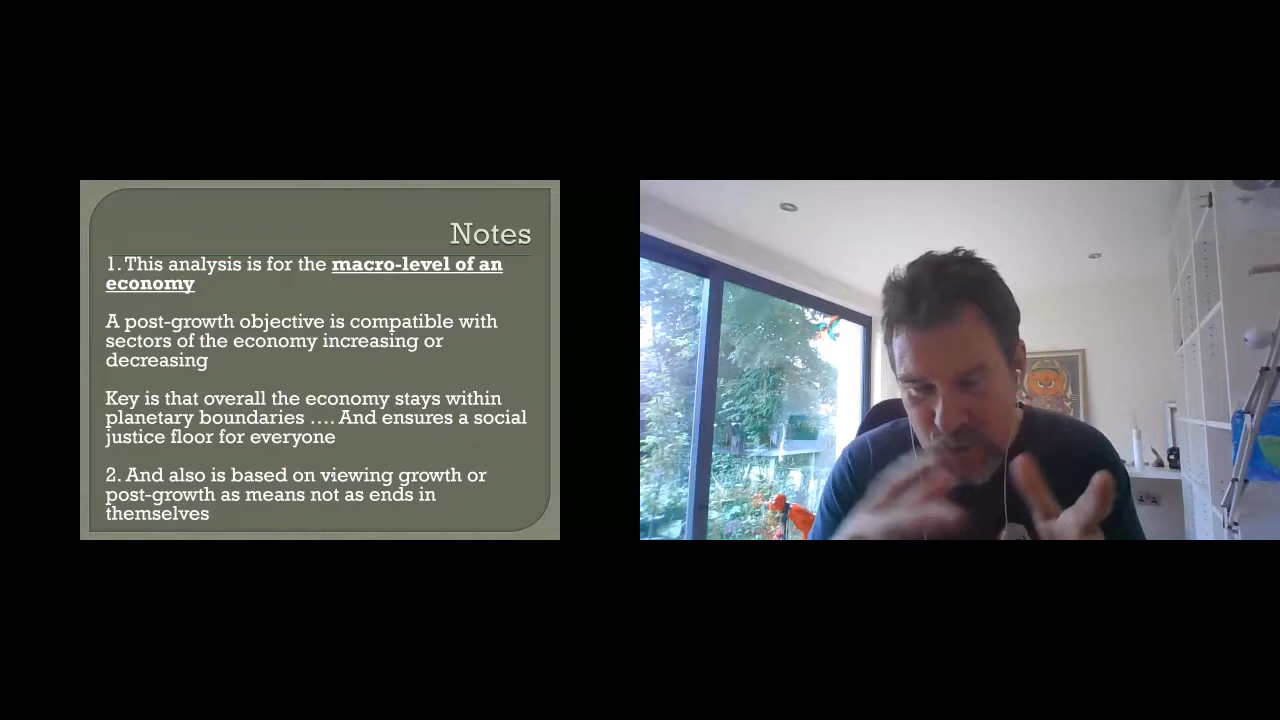 Notes
1. This analysis is for the macro-level of an
economy
A post-growth objective is compatible with
sectors of the economy increasing or
decreasing
Key is that overall the economy stays within
planetary boundaries .... And ensures a social
justice floor for everyone
2. And also is based on viewing growth or
post-growth as means not as ends in
themselves